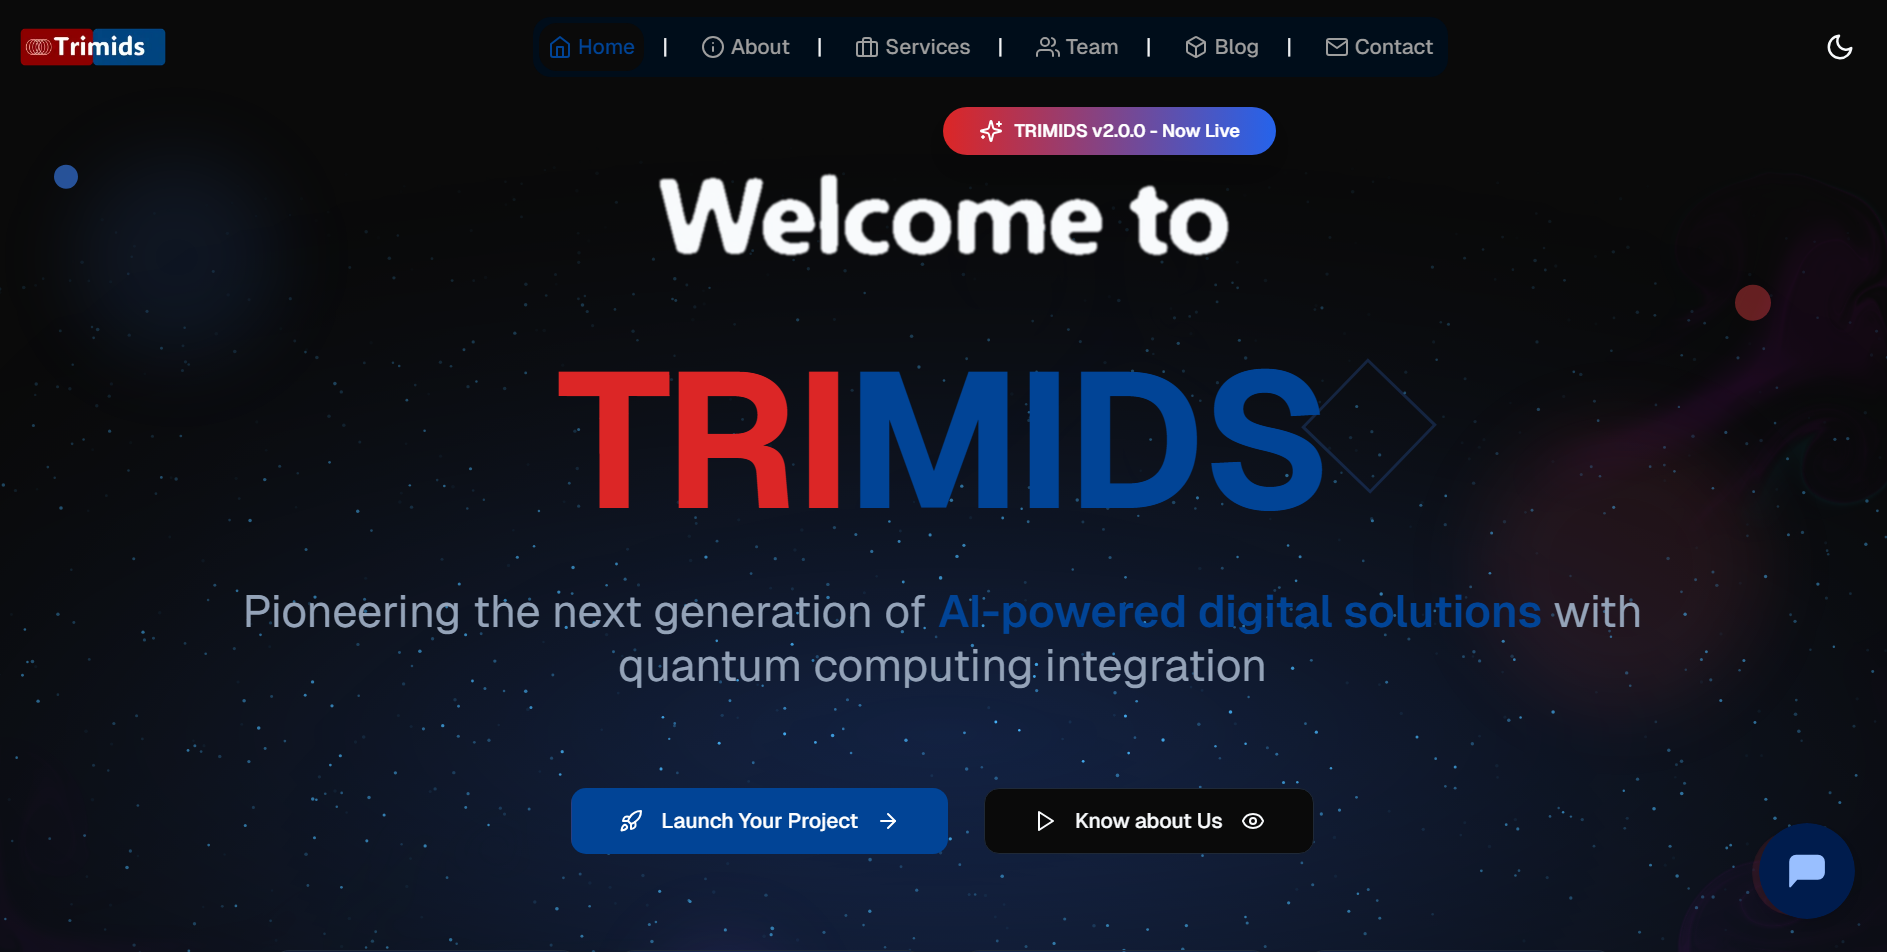 Trimids
Home | About | Services | Team | Blog | Contact
TRIMIDS v2.0.0 - Now Live
Welcome to
TRIMIDS
Pioneering the next generation of AI-powered digital solutions with
quantum computing integration
Launch Your Project
Know about Us